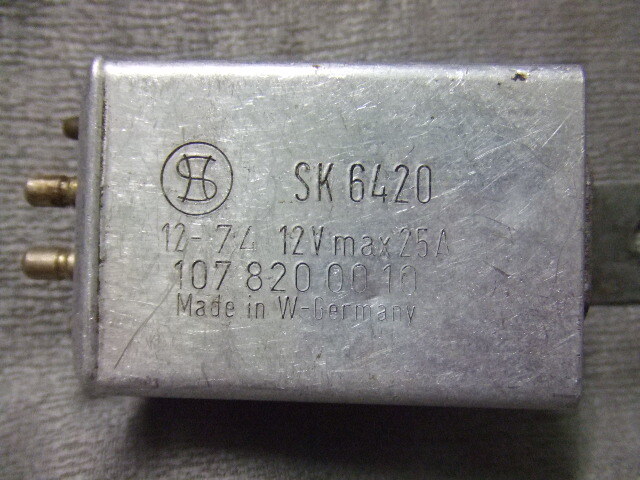 SK 6420
12-74 12V max 25A
107 820 00 10
Made in W-Germany